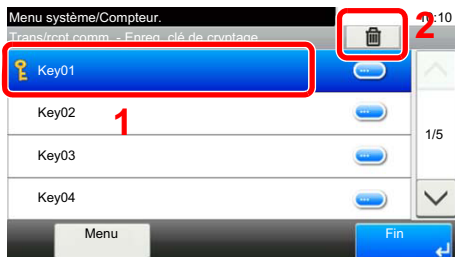 Menu système/Compteur.
10:10
2
Trans/rcpt comm. - Enreg. clé de cryptage
Key01
Key02
1
1/5
Key03
Key04
Menu
Fin